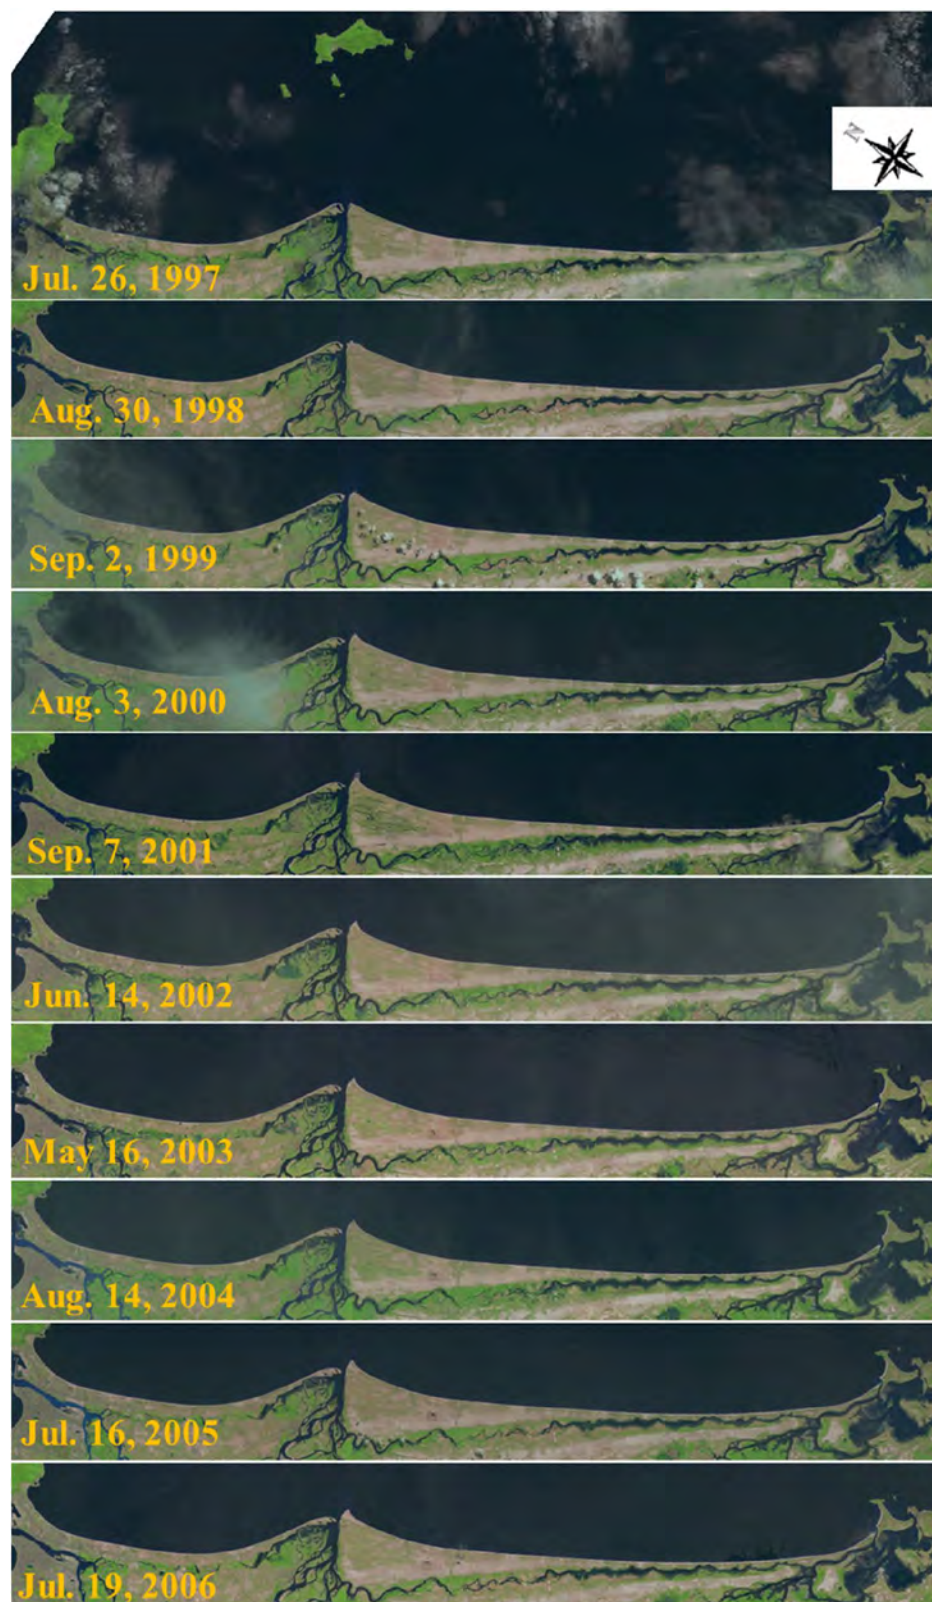 N
Jul. 26, 1997
Aug. 30, 1998
Sep. 2, 1999
Aug. 3, 2000
Sep. 7, 2001
Jun. 14, 2002
May 16, 2003
Aug. 14, 2004
Jul. 16, 2005
Jul. 19, 2006